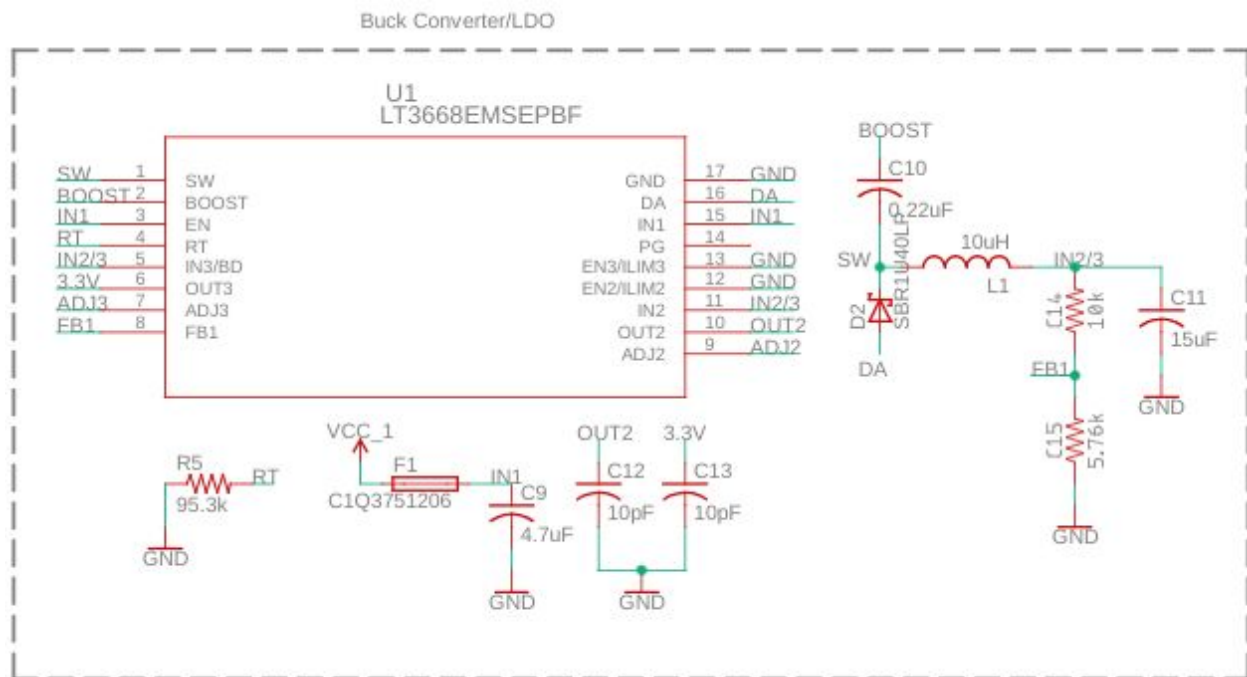 Buck Converter/LDO
U1
LT3668EMSEPBF
SW 1 SW
BOOST 2 BOOST
IN1 3 EN
RT 4 RT
IN2/3 5 IN3/BD
3.3V 6 OUT3
ADJ3 7 ADJ3
FB1 8 FB1
GND 17 GND
DA 16 DA
IN1 15 IN1
PG 14
EN3/ILIM3 13 GND
EN2/ILIM2 12 GND
IN2 11 IN2/3
OUT2 10 OUT2
ADJ2 9 ADJ2
BOOST
C10
0.22uF
SW
10uH
L1
IN2/3
D2
SBR1U40LP
DA
C14
10k
C11
15uF
GND
FB1
C15
5.76k
GND
R5
95.3k
RT
GND
VCC_1
F1
C1Q3751206
IN1
C9
4.7uF
GND
OUT2
3.3V
C12
10pF
C13
10pF
GND